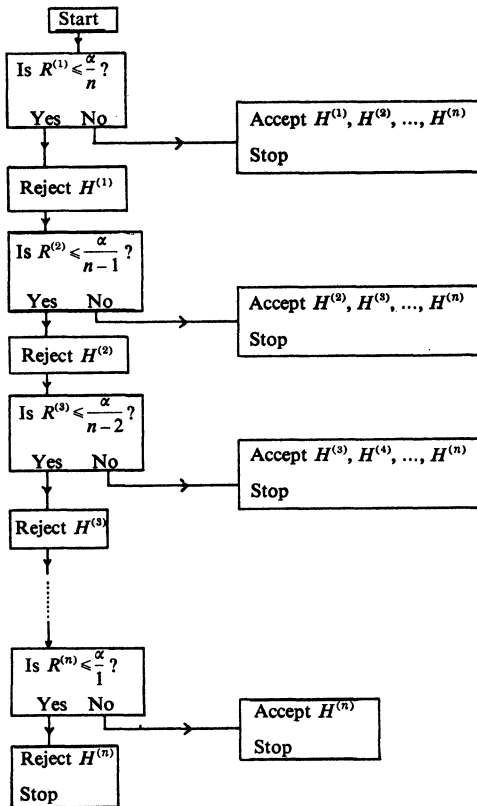 Start
Is R⁽¹⁾ ≤ α/n ?
Yes No
Accept H⁽¹⁾, H⁽²⁾, ..., H⁽ⁿ⁾
Stop
Reject H⁽¹⁾
Is R⁽²⁾ ≤ α/(n − 1) ?
Yes No
Accept H⁽²⁾, H⁽³⁾, ..., H⁽ⁿ⁾
Stop
Reject H⁽²⁾
Is R⁽³⁾ ≤ α/(n − 2) ?
Yes No
Accept H⁽³⁾, H⁽⁴⁾, ..., H⁽ⁿ⁾
Stop
Reject H⁽³⁾
Is R⁽ⁿ⁾ ≤ α/1 ?
Yes No
Accept H⁽ⁿ⁾
Stop
Reject H⁽ⁿ⁾
Stop